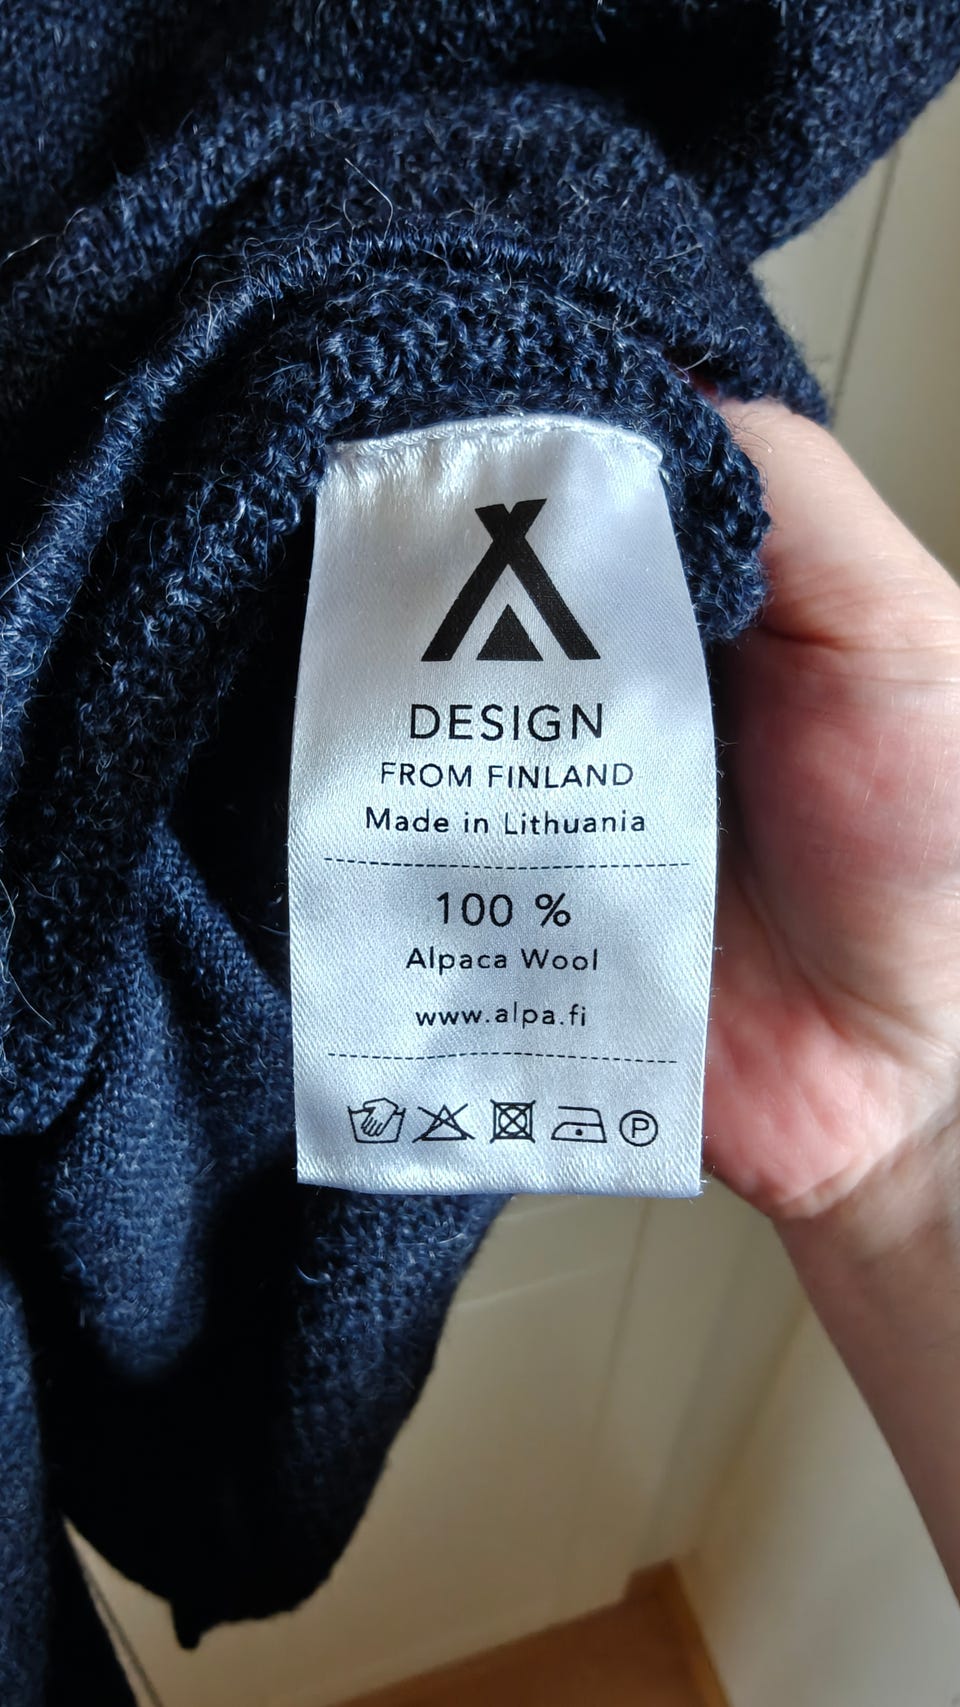 DESIGN
FROM FINLAND
Made in Lithuania
100 %
Alpaca Wool
www.alpa.fi
P